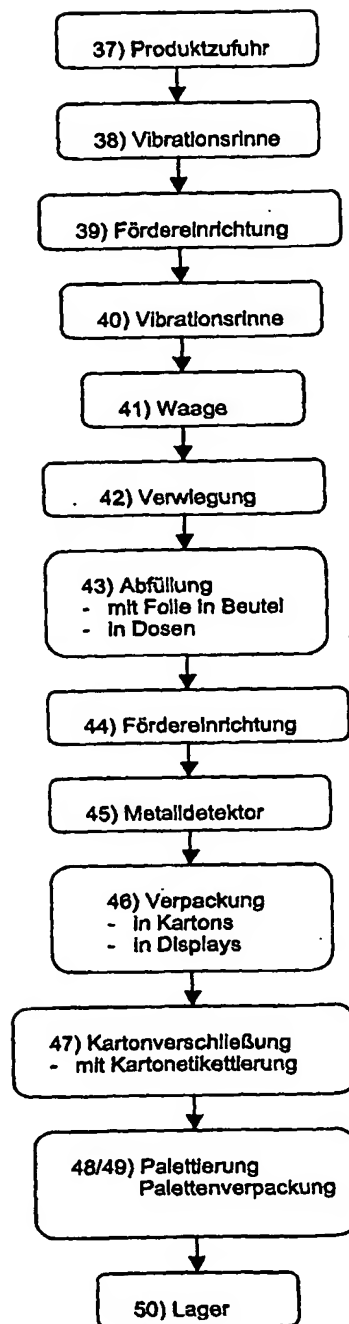 37) Produktzufuhr
38) Vibrationsrinne
39) Fördereinrichtung
40) Vibrationsrinne
41) Waage
42) Verwiegung
43) Abfüllung
- mit Folie in Beutel
- in Dosen
44) Fördereinrichtung
45) Metalldetektor
46) Verpackung
- in Kartons
- in Displays
47) Kartonverschließung
- mit Kartonetikettierung
48/49) Palettierung
Palettenverpackung
50) Lager